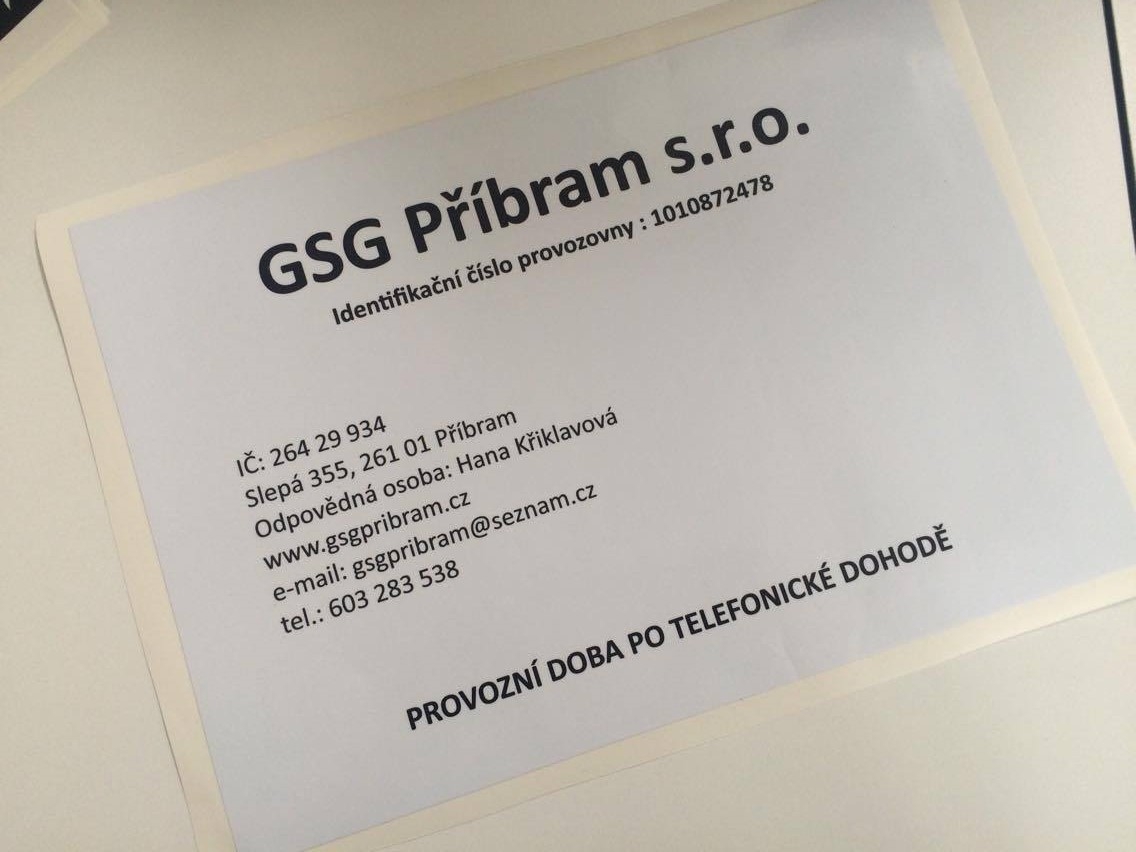 GSG Příbram s.r.o.
Identifikační číslo provozovny : 1010872478
IČ: 264 29 934
Slepá 355, 261 01 Příbram
Odpovědná osoba: Hana Křiklavová
www.gsgpribram.cz
e-mail: gsgpribram@seznam.cz
tel.: 603 283 538
PROVOZNÍ DOBA PO TELEFONICKÉ DOHODĚ